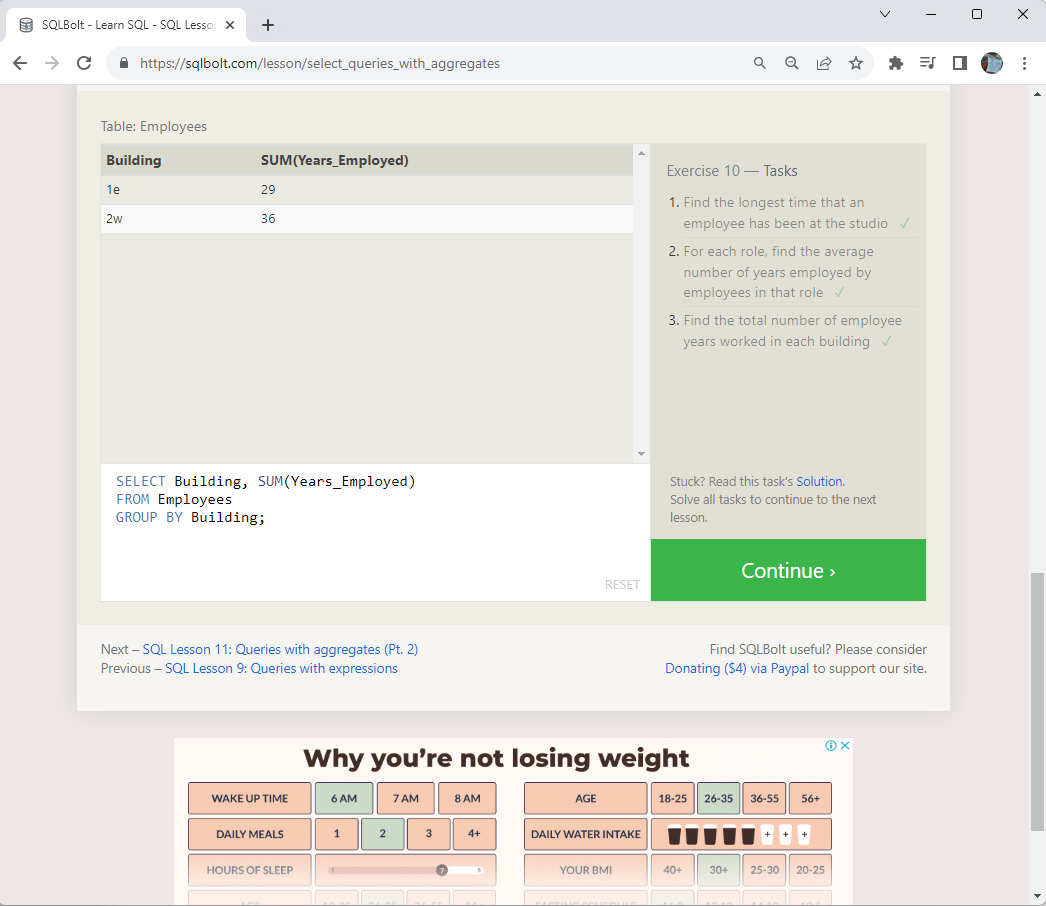 SQLBolt - Learn SQL - SQL Lesson
https://sqlbolt.com/lesson/select_queries_with_aggregates
Table: Employees
Building SUM(Years_Employed)
1e 29
2w 36
SELECT Building, SUM(Years_Employed)
FROM Employees
GROUP BY Building;
RESET
Exercise 10 — Tasks
1. Find the longest time that an
employee has been at the studio ✓
2. For each role, find the average
number of years employed by
employees in that role ✓
3. Find the total number of employee
years worked in each building ✓
Stuck? Read this task's Solution.
Solve all tasks to continue to the next
lesson.
Continue ›
Next – SQL Lesson 11: Queries with aggregates (Pt. 2)
Previous – SQL Lesson 9: Queries with expressions
Find SQLBolt useful? Please consider
Donating ($4) via Paypal to support our site.
Why you're not losing weight
WAKE UP TIME 6 AM 7 AM 8 AM
DAILY MEALS 1 2 3 4+
HOURS OF SLEEP 7
AGE 18-25 26-35 36-55 56+
DAILY WATER INTAKE + + +
YOUR BMI 40+ 30+ 25-30 20-25